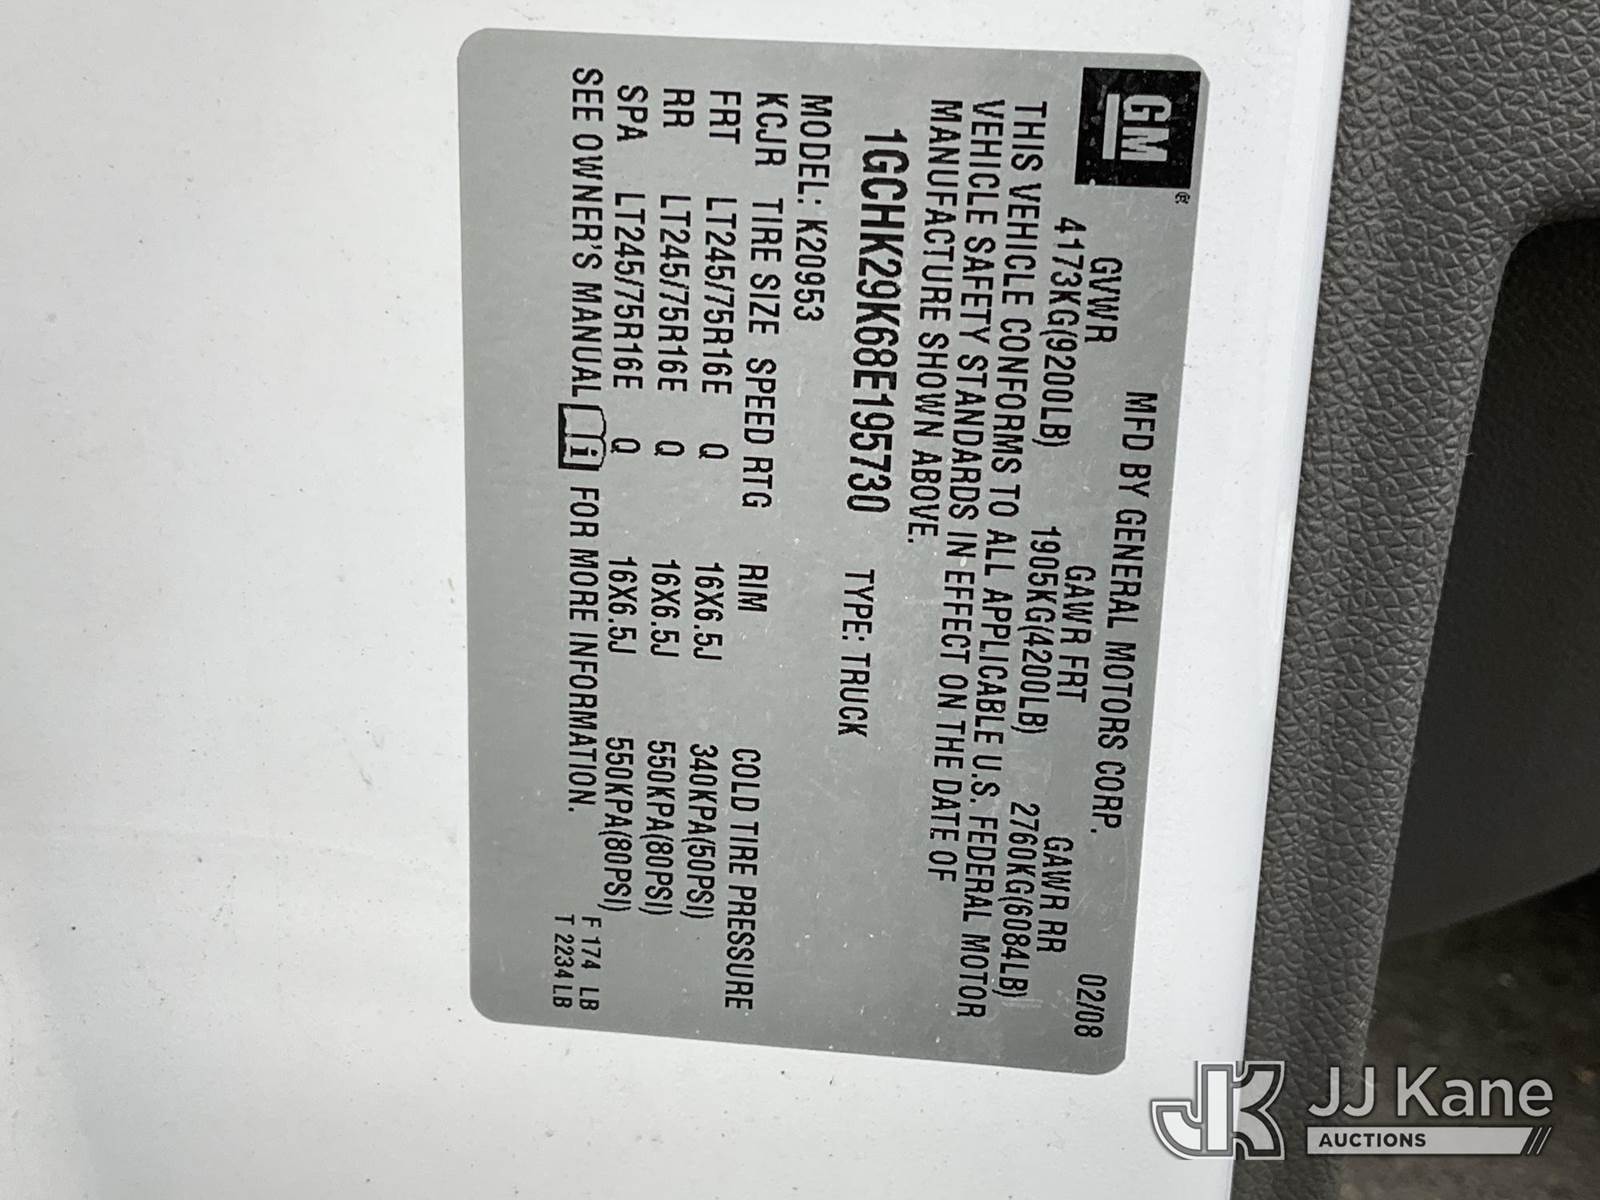 GM ®
MFD BY GENERAL MOTORS CORP. 02/08
GVWR GAWR FRT GAWR RR
4173KG(9200LB) 1905KG(4200LB) 2760KG(6084LB)
THIS VEHICLE CONFORMS TO ALL APPLICABLE U.S. FEDERAL MOTOR
VEHICLE SAFETY STANDARDS IN EFFECT ON THE DATE OF
MANUFACTURE SHOWN ABOVE.
1GCHK29K68E195730 TYPE: TRUCK
MODEL: K20953
KCJR TIRE SIZE SPEED RTG RIM COLD TIRE PRESSURE
FRT LT245/75R16E Q 16X6.5J 340KPA(50PSI)
RR LT245/75R16E Q 16X6.5J 550KPA(80PSI)
SPA LT245/75R16E Q 16X6.5J 550KPA(80PSI)
SEE OWNER'S MANUAL i FOR MORE INFORMATION.
F 174 LB
T 2234 LB
JK JJ Kane
AUCTIONS